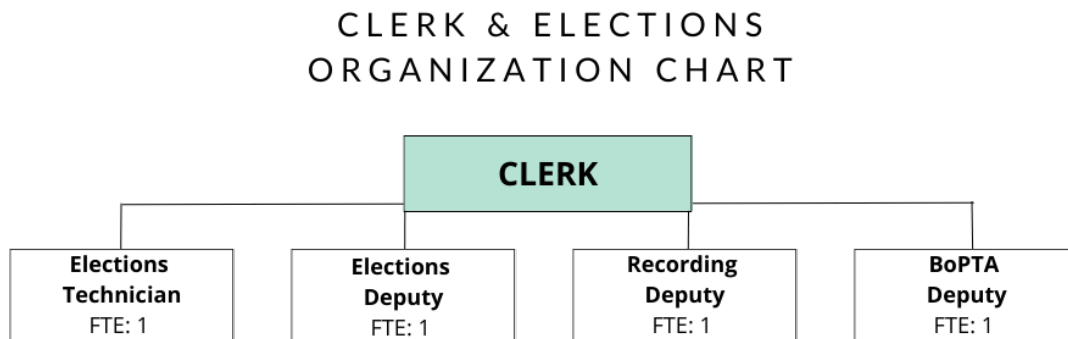 CLERK & ELECTIONS
ORGANIZATION CHART
CLERK
Elections
Technician
FTE: 1
Elections
Deputy
FTE: 1
Recording
Deputy
FTE: 1
BoPTA
Deputy
FTE: 1